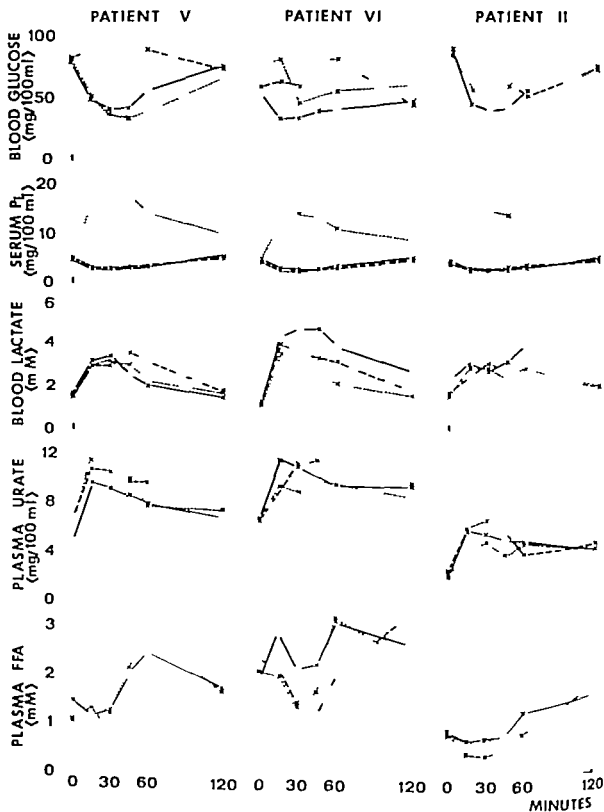 PATIENT V PATIENT VI PATIENT II
BLOOD GLUCOSE
(mg/100ml)
100
50
0
SERUM Pi
(mg/100 ml)
20
10
0
BLOOD LACTATE
(mM)
6
4
2
0
PLASMA URATE
(mg/100 ml)
12
8
4
0
PLASMA FFA
(mM)
3
2
1
0
0 30 60 120 0 30 60 120 0 30 60 120
MINUTES